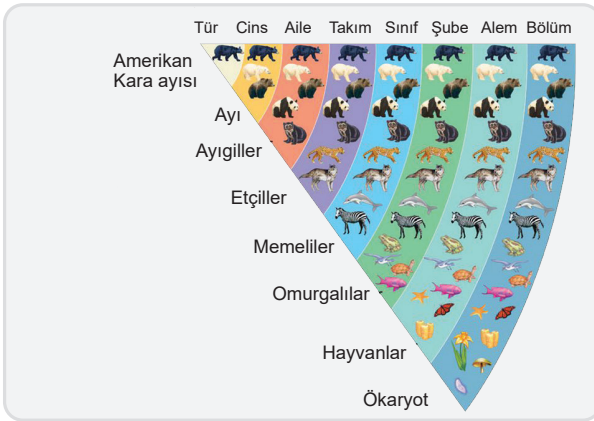 Tür Cins Aile Takım Sınıf Şube Alem Bölüm
Amerikan
Kara ayısı
Ayı
Ayıgiller
Etçiller
Memeliler
Omurgalılar
Hayvanlar
Ökaryot